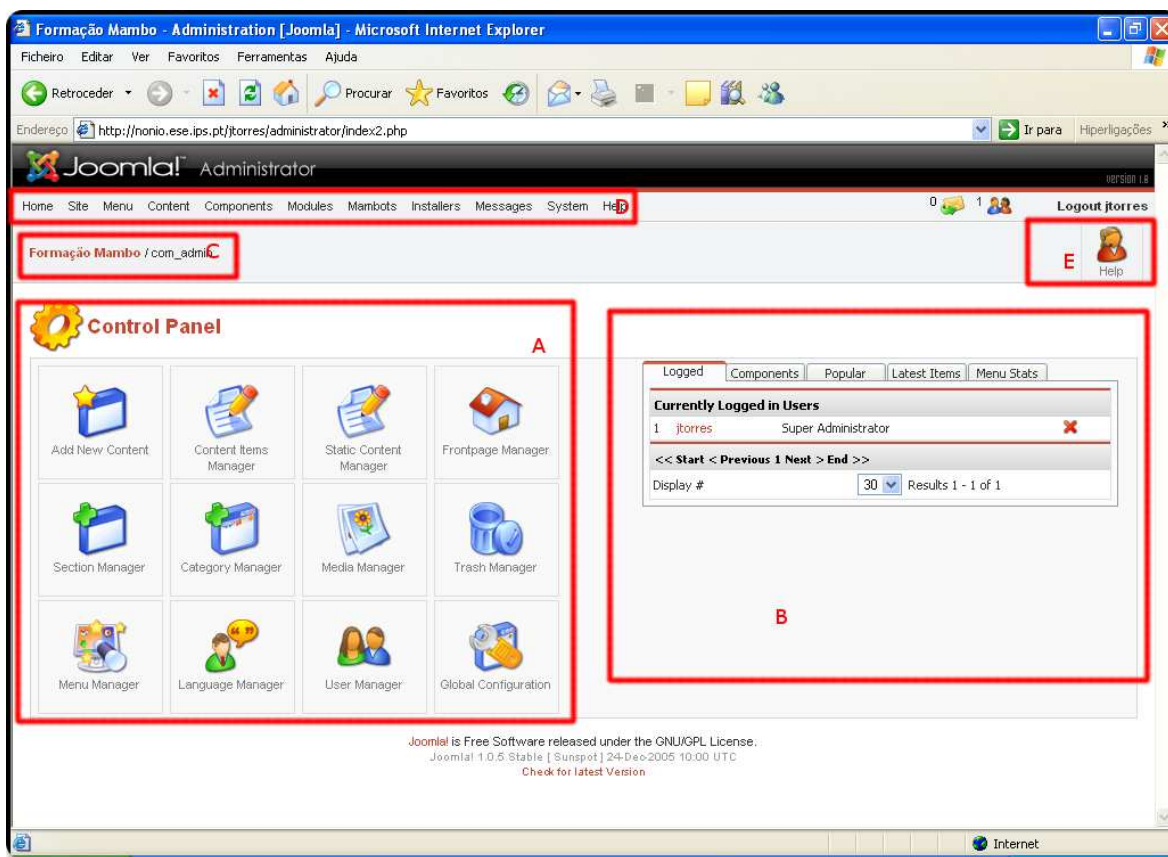 Formação Mambo - Administration [Joomla] - Microsoft Internet Explorer
Ficheiro Editar Ver Favoritos Ferramentas Ajuda
Retroceder Procurar Favoritos
Endereço http://nonio.ese.ips.pt/jtorres/administrator/index2.php Ir para Hiperligações »
Joomla! Administrator
version 1.0
Home Site Menu Content Components Modules Mambots Installers Messages System Help D 0 1 Logout jtorres
Formação Mambo / com_admin C
E
Help
Control Panel
A
Logged Components Popular Latest Items Menu Stats
Currently Logged in Users
1 jtorres Super Administrator
<< Start < Previous 1 Next > End >>
Display # 30 Results 1 - 1 of 1
Add New Content
Content Items
Manager
Static Content
Manager
Frontpage Manager
Section Manager Category Manager Media Manager Trash Manager
B
Menu Manager Language Manager User Manager Global Configuration
Joomla! is Free Software released under the GNU/GPL License.
Joomla! 1.0.5 Stable [ Sunspot ] 24-Dec-2005 10:00 UTC
Check for latest Version
Internet